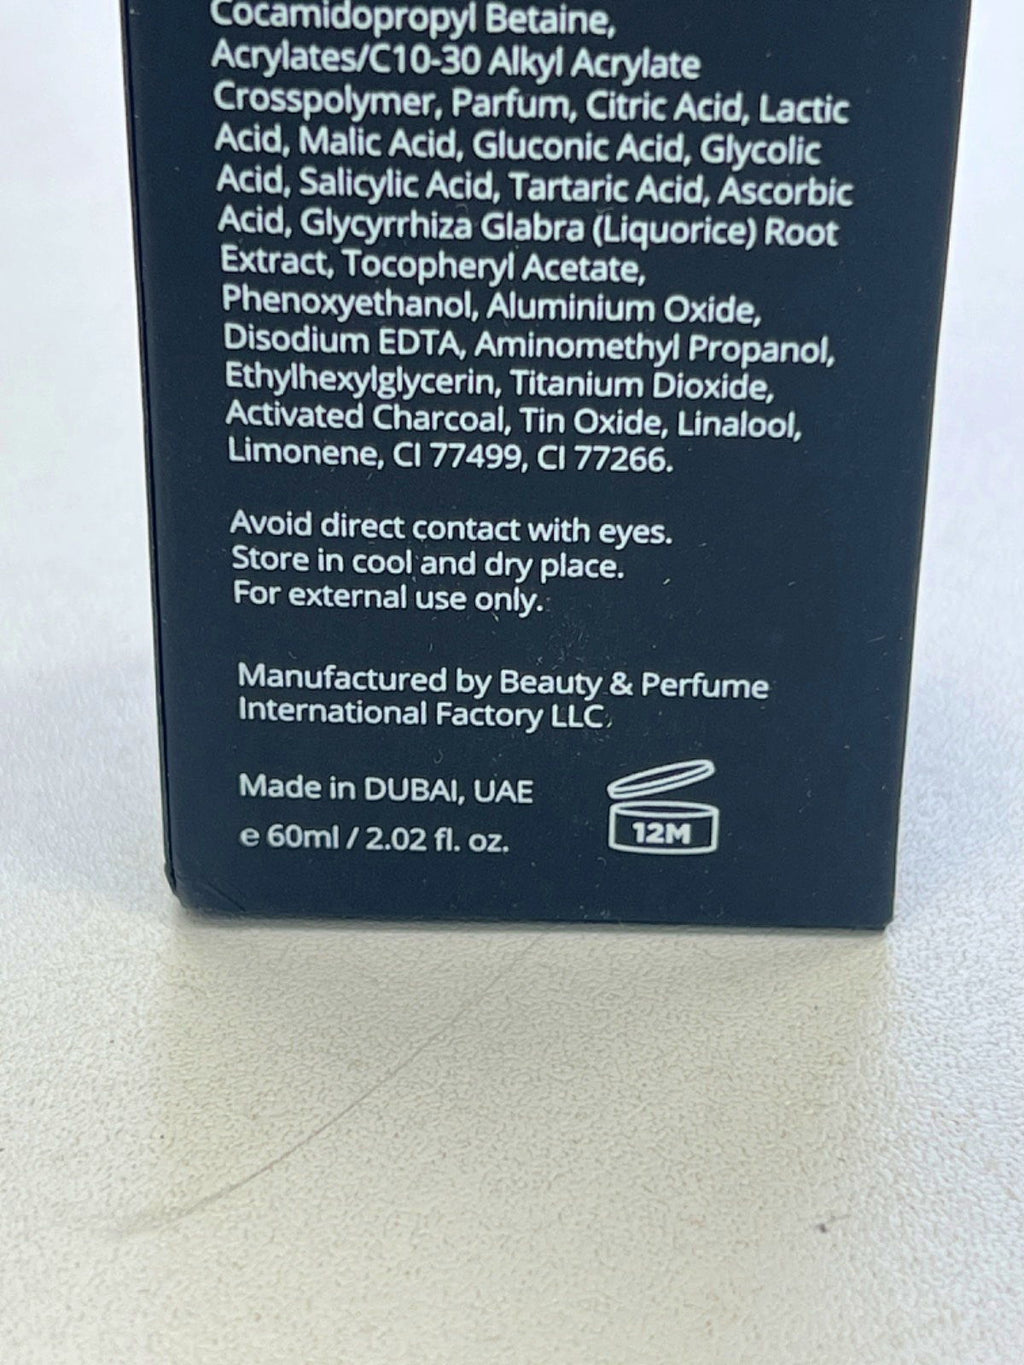 Cocamidopropyl Betaine,
Acrylates/C10-30 Alkyl Acrylate
Crosspolymer, Parfum, Citric Acid, Lactic
Acid, Malic Acid, Gluconic Acid, Glycolic
Acid, Salicylic Acid, Tartaric Acid, Ascorbic
Acid, Glycyrrhiza Glabra (Liquorice) Root
Extract, Tocopheryl Acetate,
Phenoxyethanol, Aluminium Oxide,
Disodium EDTA, Aminomethyl Propanol,
Ethylhexylglycerin, Titanium Dioxide,
Activated Charcoal, Tin Oxide, Linalool,
Limonene, CI 77499, CI 77266.
Avoid direct contact with eyes.
Store in cool and dry place.
For external use only.
Manufactured by Beauty & Perfume
International Factory LLC.
Made in DUBAI, UAE
e 60ml / 2.02 fl. oz.
12M